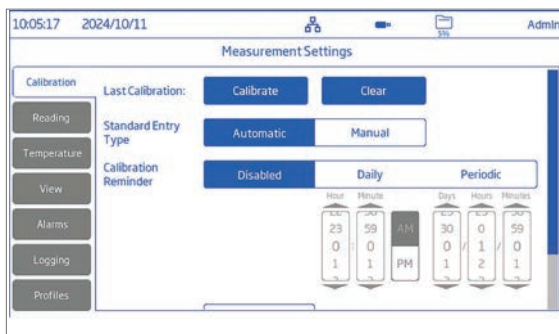 10:05:17 2024/10/11 5% Admin
Measurement Settings
Calibration
Last Calibration: Calibrate Clear
Reading
Standard Entry Type Automatic Manual
Temperature
Calibration Reminder Disabled Daily Periodic
View
Hour Minute Days Hours Minutes
23 59 AM 30 0 59
Alarms
0 : 0 0 / 1 / 0
1 1 PM 1 2 1
Logging
Profiles